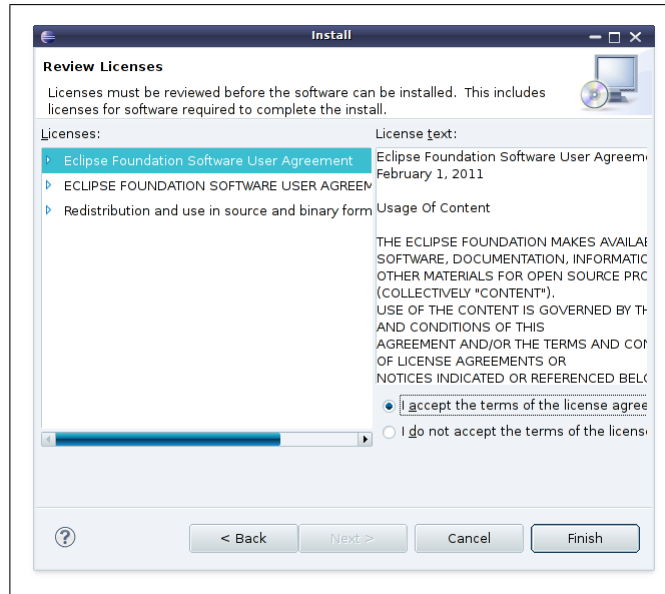 Install
Review Licenses
Licenses must be reviewed before the software can be installed. This includes
licenses for software required to complete the install.
Licenses:
Eclipse Foundation Software User Agreement
ECLIPSE FOUNDATION SOFTWARE USER AGREEM
Redistribution and use in source and binary form
License text:
Eclipse Foundation Software User Agreem
February 1, 2011
Usage Of Content
THE ECLIPSE FOUNDATION MAKES AVAILA
SOFTWARE, DOCUMENTATION, INFORMATIO
OTHER MATERIALS FOR OPEN SOURCE PRO
(COLLECTIVELY "CONTENT").
USE OF THE CONTENT IS GOVERNED BY TH
AND CONDITIONS OF THIS
AGREEMENT AND/OR THE TERMS AND CON
OF LICENSE AGREEMENTS OR
NOTICES INDICATED OR REFERENCED BELO
I accept the terms of the license agree
I do not accept the terms of the license
?
< Back
Next >
Cancel
Finish